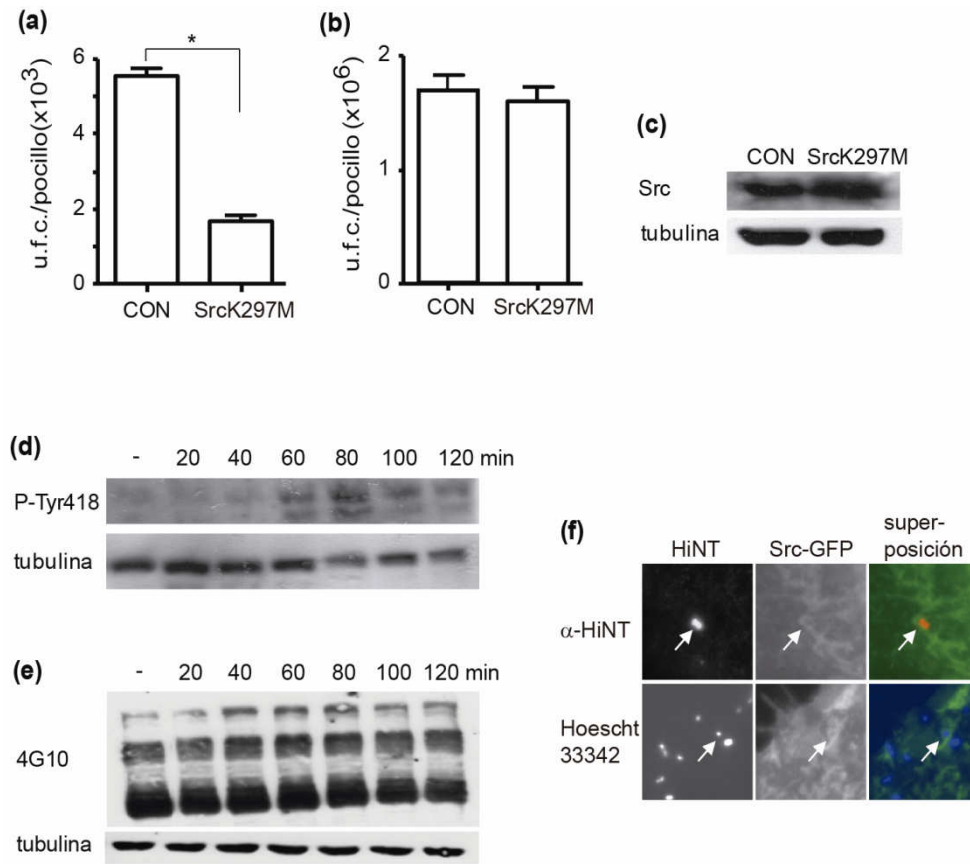 (a)
*
u.f.c./pocillo(x10³)
6
4
2
0
CON SrcK297M
(b)
u.f.c./pocillo (x10⁶)
2
1
0
CON SrcK297M
(c)
CON SrcK297M
Src
tubulina
(d)
- 20 40 60 80 100 120 min
P-Tyr418
tubulina
(e)
- 20 40 60 80 100 120 min
4G10
tubulina
(f)
HiNT Src-GFP super-
posición
α-HiNT
Hoescht
33342